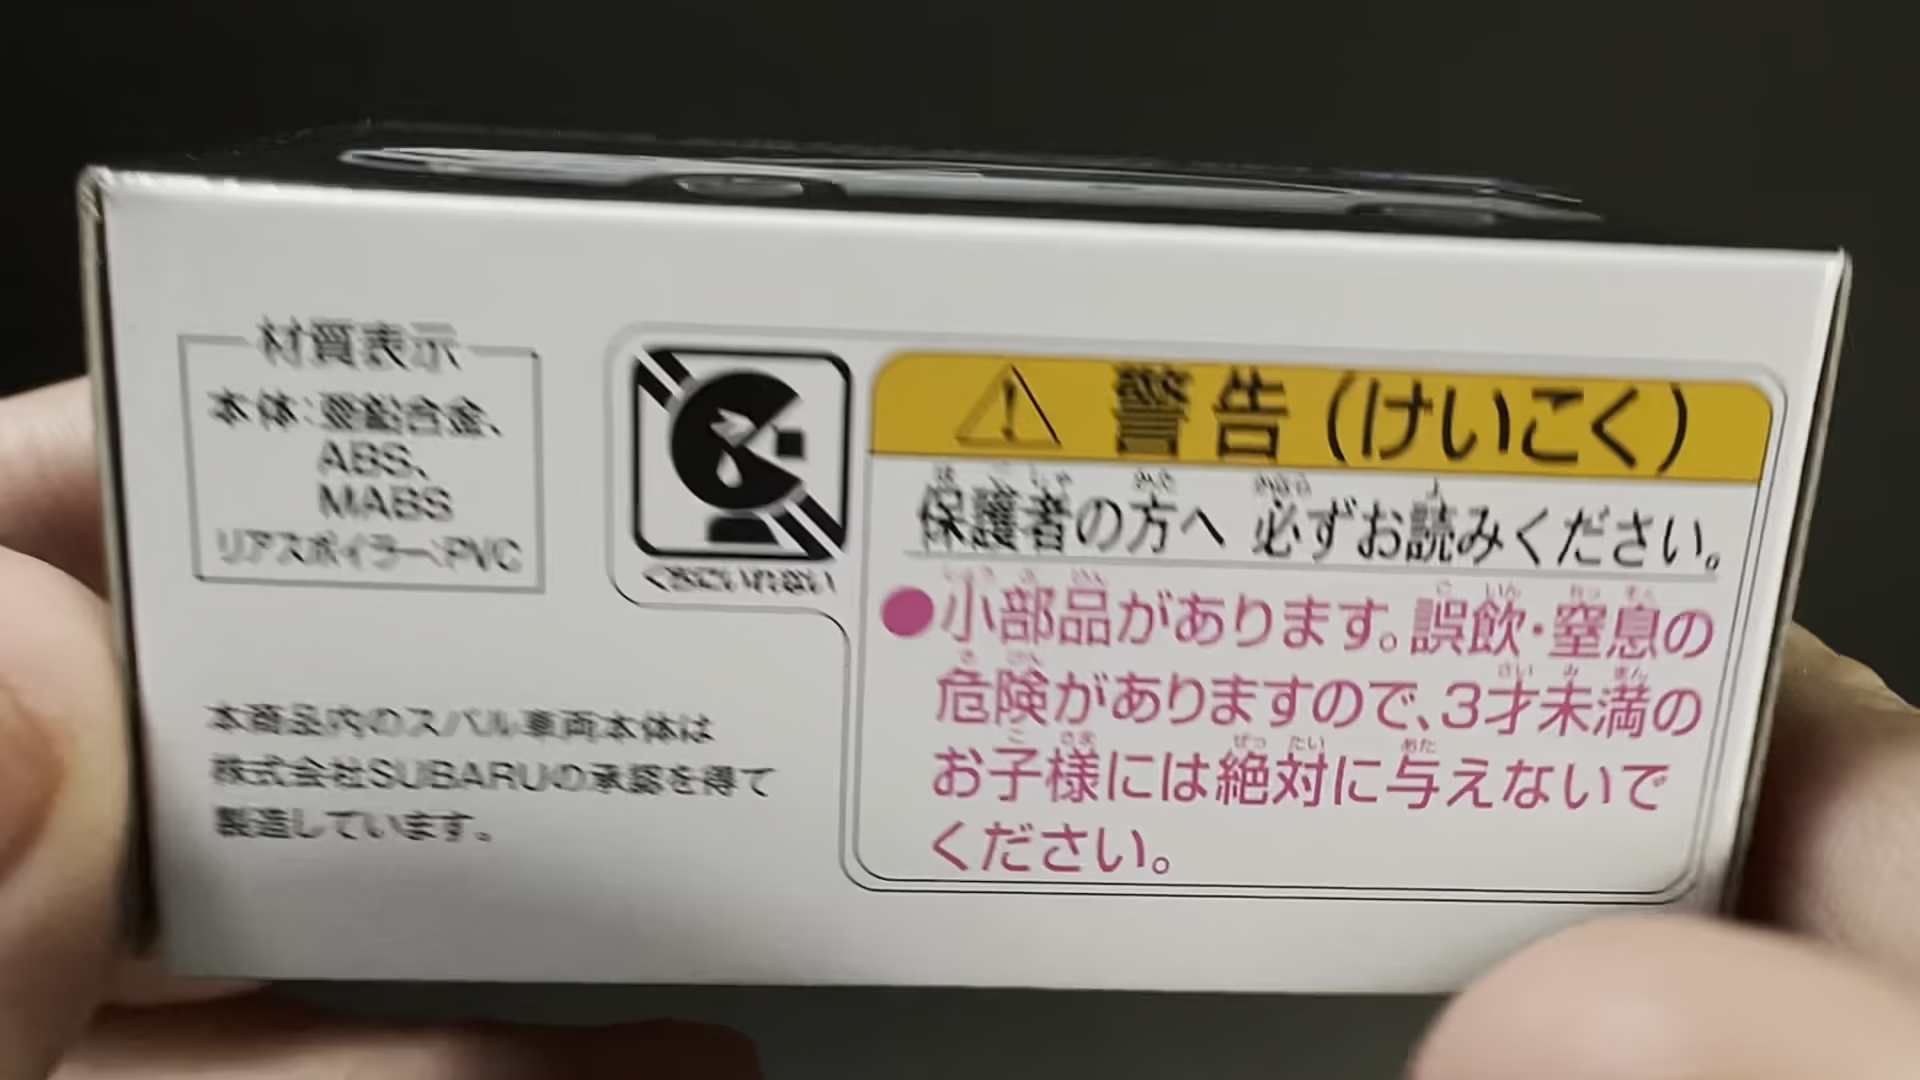 材質表示
本体:亜鉛合金、
ABS、
MABS
リアスポイラー:PVC
くちにいれない
本商品内のスバル車両本体は
株式会社SUBARUの承認を得て
製造しています。
警告(けいこく)
保護者の方へ 必ずお読みください。
●小部品があります。誤飲・窒息の
危険がありますので、3才未満の
お子様には絶対に与えないで
ください。